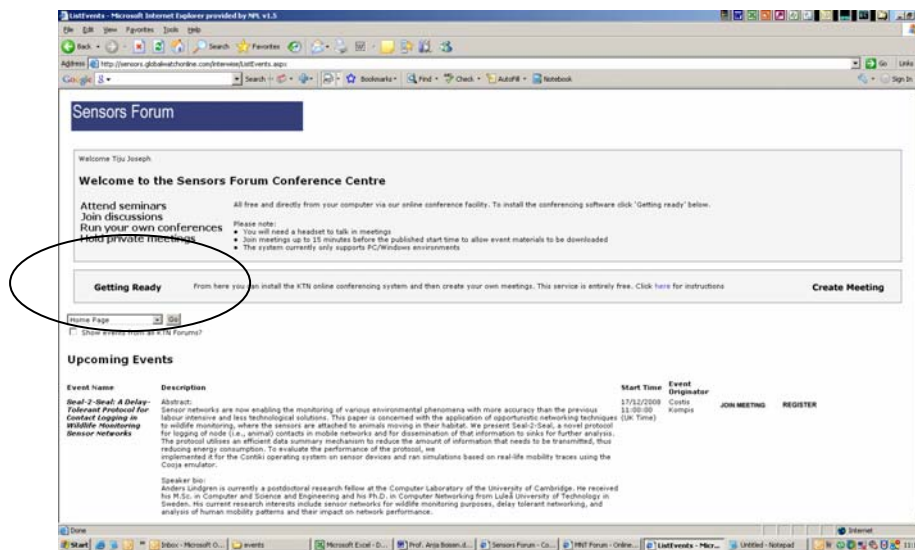 ListEvents - Microsoft Internet Explorer provided by NPL v1.5
File Edit View Favorites Tools Help
Back Search Favorites
Address http://sensors.globalwatchonline.com/interwise/ListEvents.aspx Go Links
Google Search Bookmarks Find Check AutoFill Notebook Sign In
Sensors Forum
Welcome Tiju Joseph
Welcome to the Sensors Forum Conference Centre
Attend seminars
Join discussions
Run your own conferences
Hold private meetings
All free and directly from your computer via our online conference facility. To install the conferencing software click 'Getting ready' below.
Please note:
• You will need a headset to talk in meetings
• Join meetings up to 15 minutes before the published start time to allow event materials to be downloaded
• The system currently only supports PC/Windows environments
Getting Ready From here you can install the KTN online conferencing system and then create your own meetings. This service is entirely free. Click here for instructions Create Meeting
Home Page Go
Show events from all KTN Forums?
Upcoming Events
Event Name Description Start Time Event Originator
Seal-2-Seal: A Delay-
Tolerant Protocol for
Contact Logging in
Wildlife Monitoring
Sensor Networks
Abstract:
Sensor networks are now enabling the monitoring of various environmental phenomena with more accuracy than the previous
labour intensive and less technological solutions. This paper is concerned with the application of opportunistic networking techniques
to wildlife monitoring, where the sensors are attached to animals moving in their habitat. We present Seal-2-Seal, a novel protocol
for logging of node (i.e., animal) contacts in mobile networks and for dissemination of that information to sinks for further analysis.
The protocol utilises an efficient data summary mechanism to reduce the amount of information that needs to be transmitted, thus
reducing energy consumption. To evaluate the performance of the protocol, we
implemented it for the Contiki operating system on sensor devices and ran simulations based on real-life mobility traces using the
Cooja emulator.
Speaker bio:
Anders Lindgren is currently a postdoctoral research fellow at the Computer Laboratory of the University of Cambridge. He received
his M.Sc. in Computer and Science and Engineering and his Ph.D. in Computer Networking from Luleå University of Technology in
Sweden. His current research interests include sensor networks for wildlife monitoring purposes, delay tolerant networking, and
analysis of human mobility patterns and their impact on network performance.
17/12/2008
11:00:00
(UK Time)
Costis
Kompis
JOIN MEETING REGISTER
Done Internet
Start Inbox - Microsoft O... events Microsoft Excel - D... Prof. Anja Boisen.d... Sensors Forum - Co... MNT Forum - Online... ListEvents - Micr... Untitled - Notepad